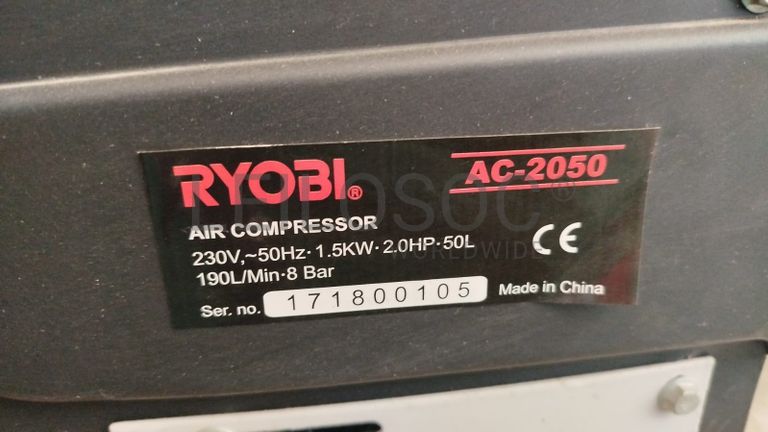 RYOBI®
AC-2050
AIR COMPRESSOR
230V,~50Hz·1.5KW·2.0HP·50L
190L/Min·8 Bar
CE
Ser. no. 171800105
Made in China
WORLDWIDE